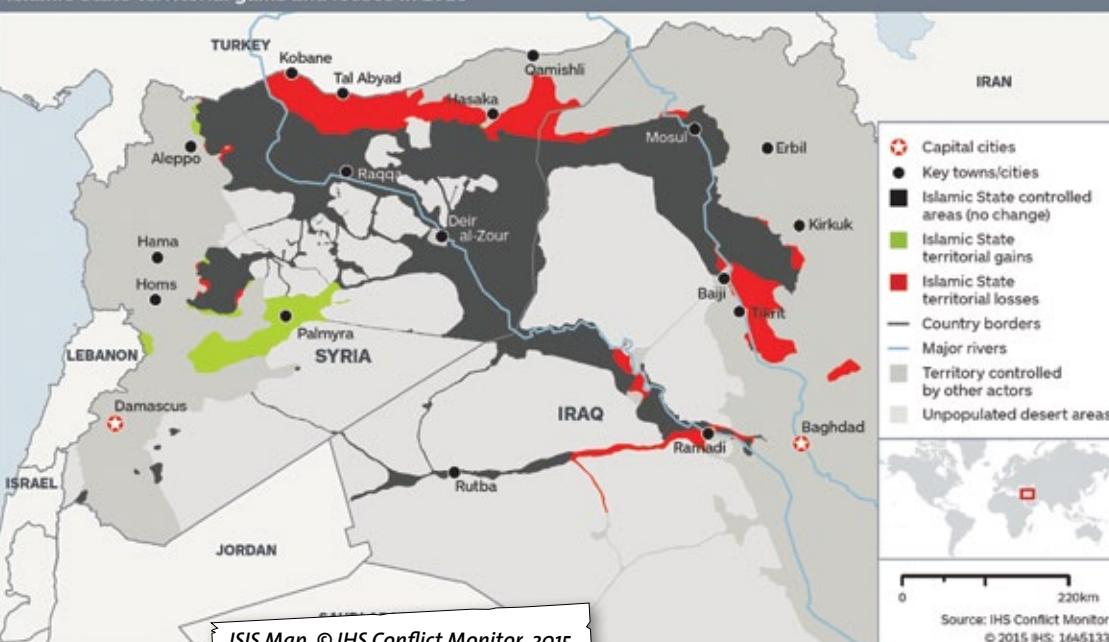 TURKEY
Kobane
Tal Abyad
Qamishli
Hasaka
IRAN
Mosul
Erbil
Aleppo
Raqqa
Deir
al-Zour
Kirkuk
Hama
Homs
Baiji
Tikrit
Palmyra
LEBANON
SYRIA
Damascus
IRAQ
Baghdad
Ramadi
ISRAEL
Rutba
JORDAN
Capital cities
Key towns/cities
Islamic State controlled
areas (no change)
Islamic State
territorial gains
Islamic State
territorial losses
Country borders
Major rivers
Territory controlled
by other actors
Unpopulated desert areas
0 220km
Source: IHS Conflict Monitor
© 2015 IHS:
ISIS Map, © IHS Conflict Monitor, 2015